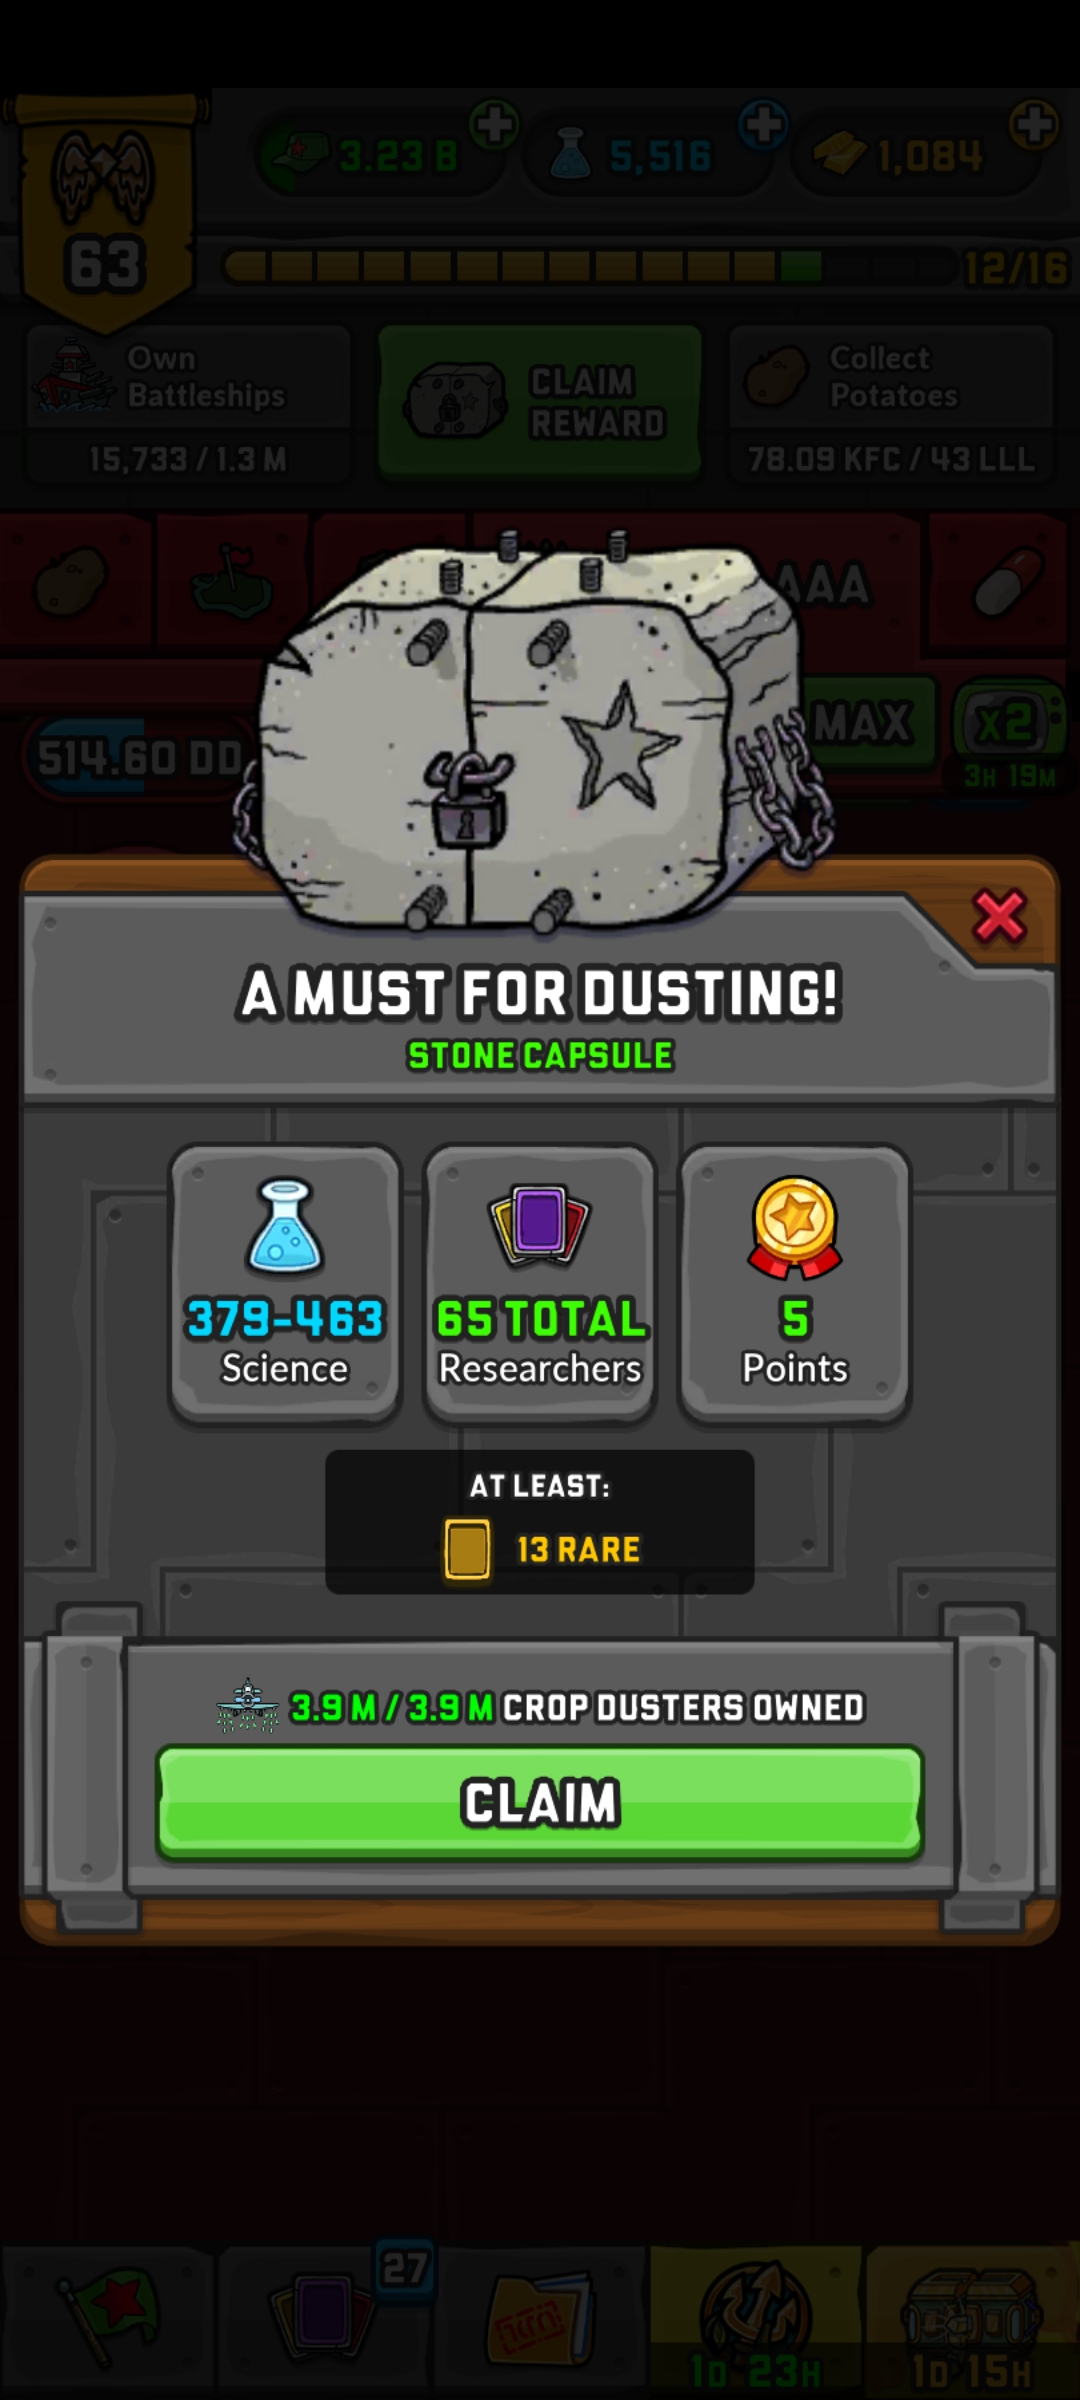 3.23 B
5,516
1,084
63
12/16
Own
Battleships
15,733 / 1.3 M
CLAIM
REWARD
Collect
Potatoes
78.09 KFC / 43 LLL
AAA
514.60 DD
MAX
X2
3H 19M
A MUST FOR DUSTING!
STONE CAPSULE
379-463
Science
65 TOTAL
Researchers
5
Points
AT LEAST:
13 RARE
3.9 M / 3.9 M CROP DUSTERS OWNED
CLAIM
27
1D 23H
1D 15H